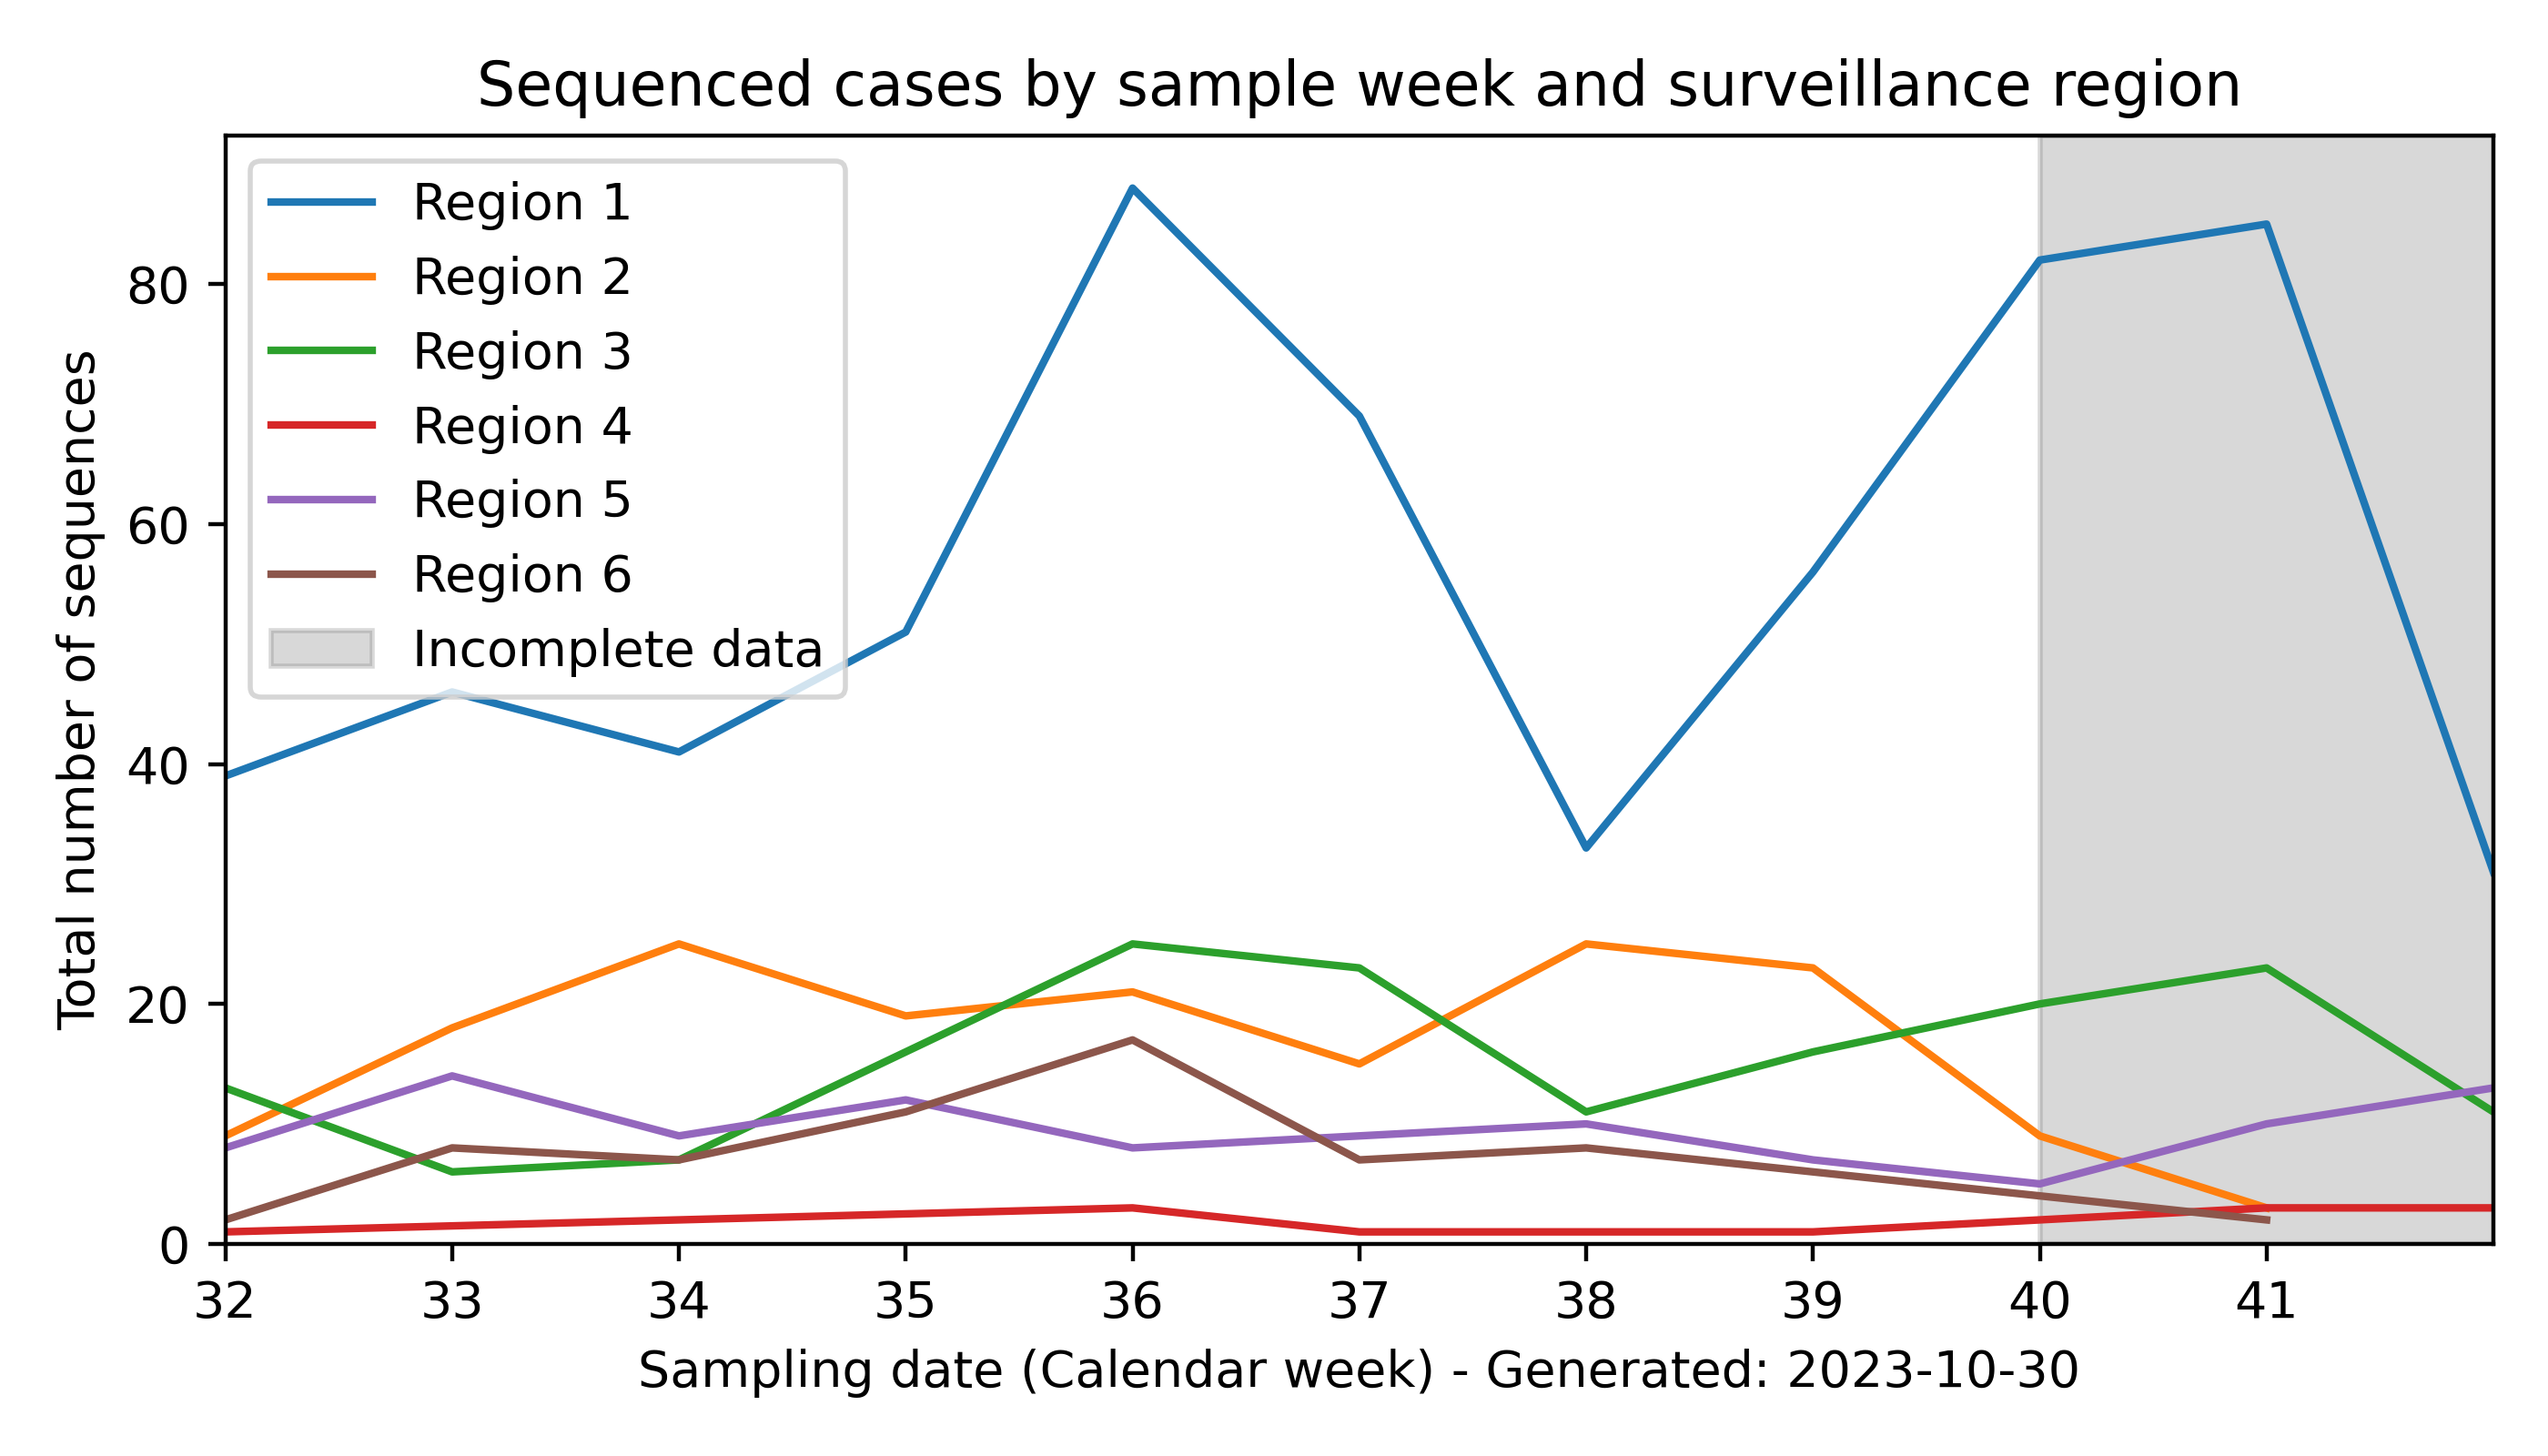 Sequenced cases by sample week and surveillance region
Region 1
Region 2
Region 3
Region 4
Region 5
Region 6
Incomplete data
Total number of sequences
80
60
40
20
0
32 33 34 35 36 37 38 39 40 41
Sampling date (Calendar week) - Generated: 2023-10-30